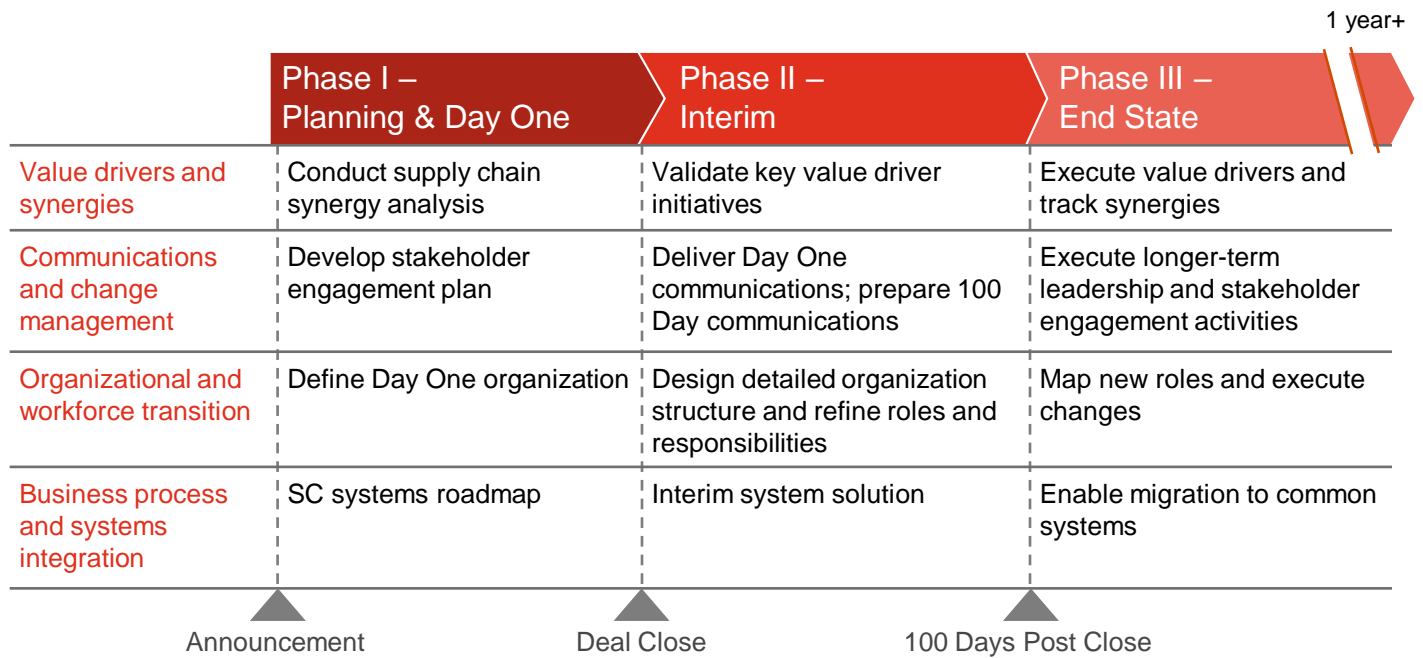 1 year+
Phase I –
Planning & Day One
Phase II –
Interim
Phase III –
End State
Value drivers and
synergies
Conduct supply chain
synergy analysis
Validate key value driver
initiatives
Execute value drivers and
track synergies
Communications
and change
management
Develop stakeholder
engagement plan
Deliver Day One
communications; prepare 100
Day communications
Execute longer-term
leadership and stakeholder
engagement activities
Organizational and
workforce transition
Define Day One organization
Design detailed organization
structure and refine roles and
responsibilities
Map new roles and execute
changes
Business process
and systems
integration
SC systems roadmap
Interim system solution
Enable migration to common
systems
Announcement
Deal Close
100 Days Post Close